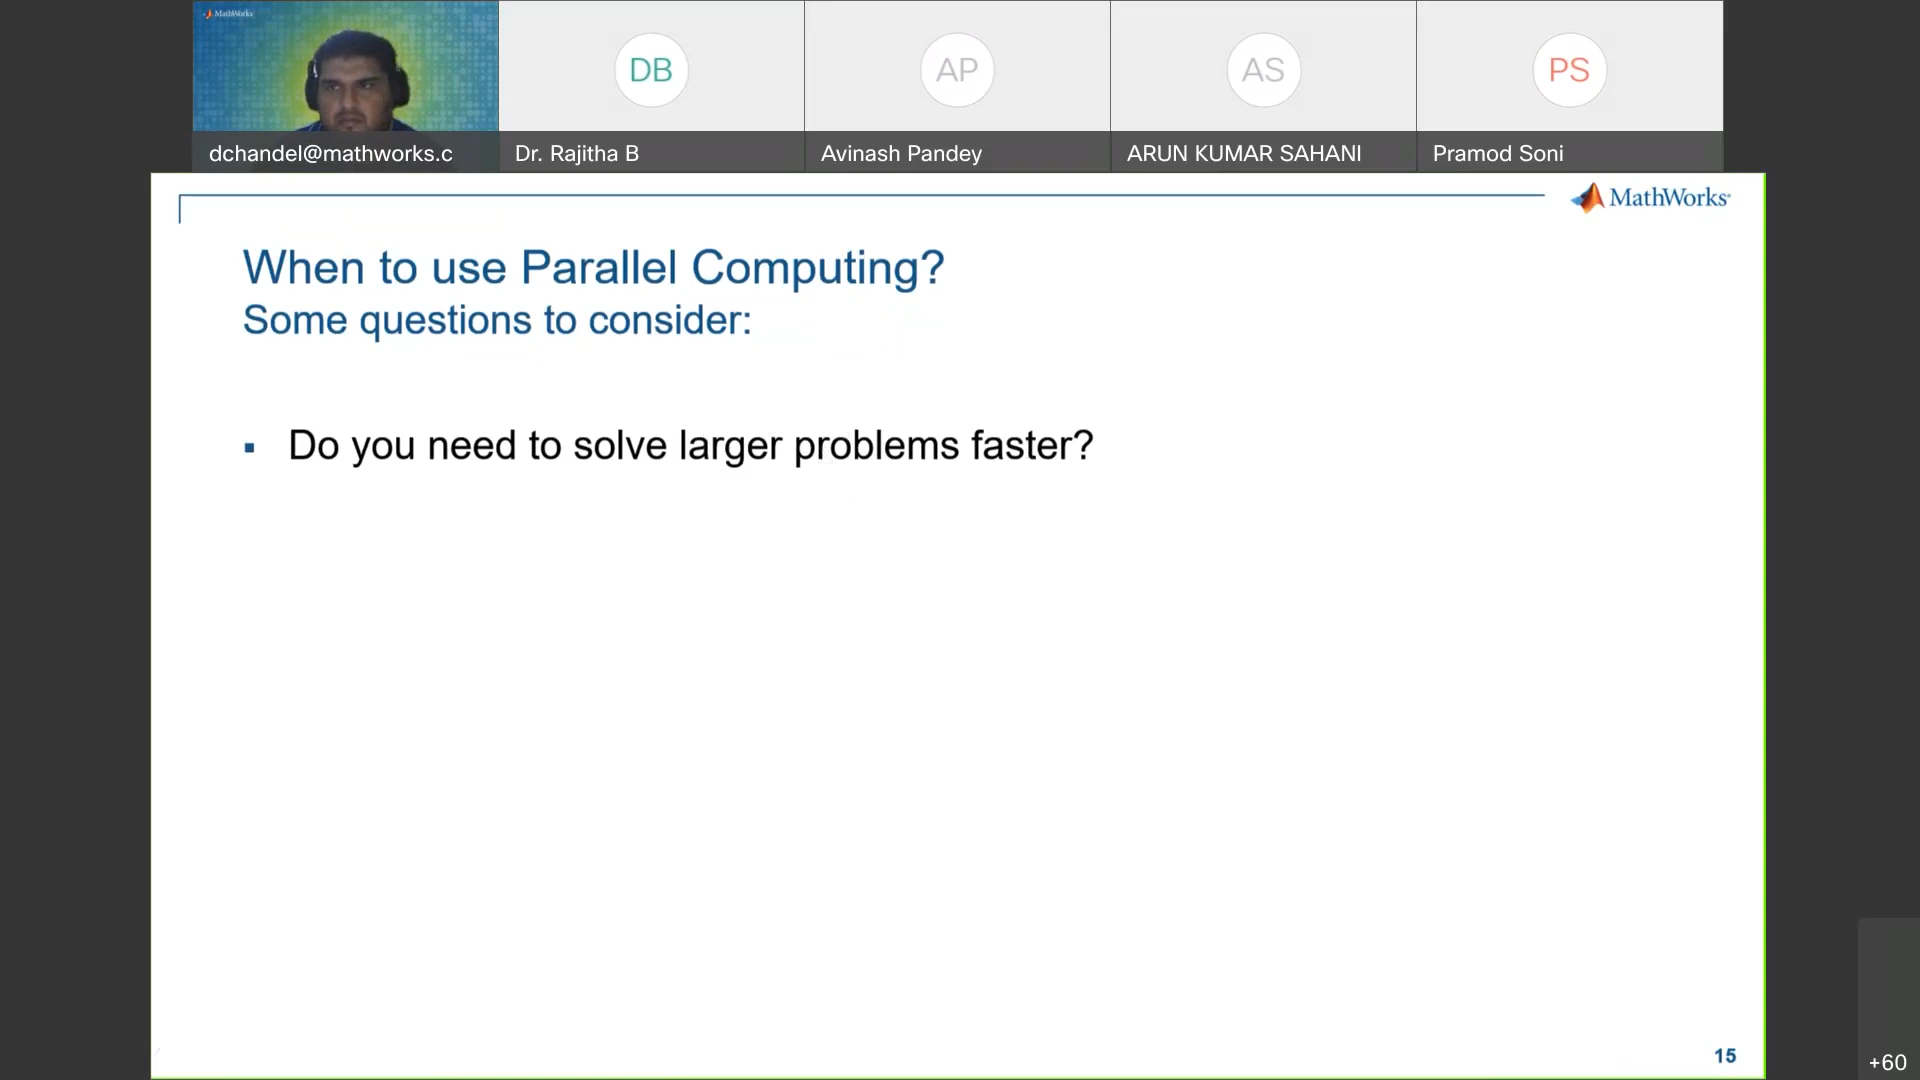 MathWorks
DB
AP
AS
PS
dchandel@mathworks.c
Dr. Rajitha B
Avinash Pandey
ARUN KUMAR SAHANI
Pramod Soni
MathWorks
When to use Parallel Computing?
Some questions to consider:
▪ Do you need to solve larger problems faster?
15
+60